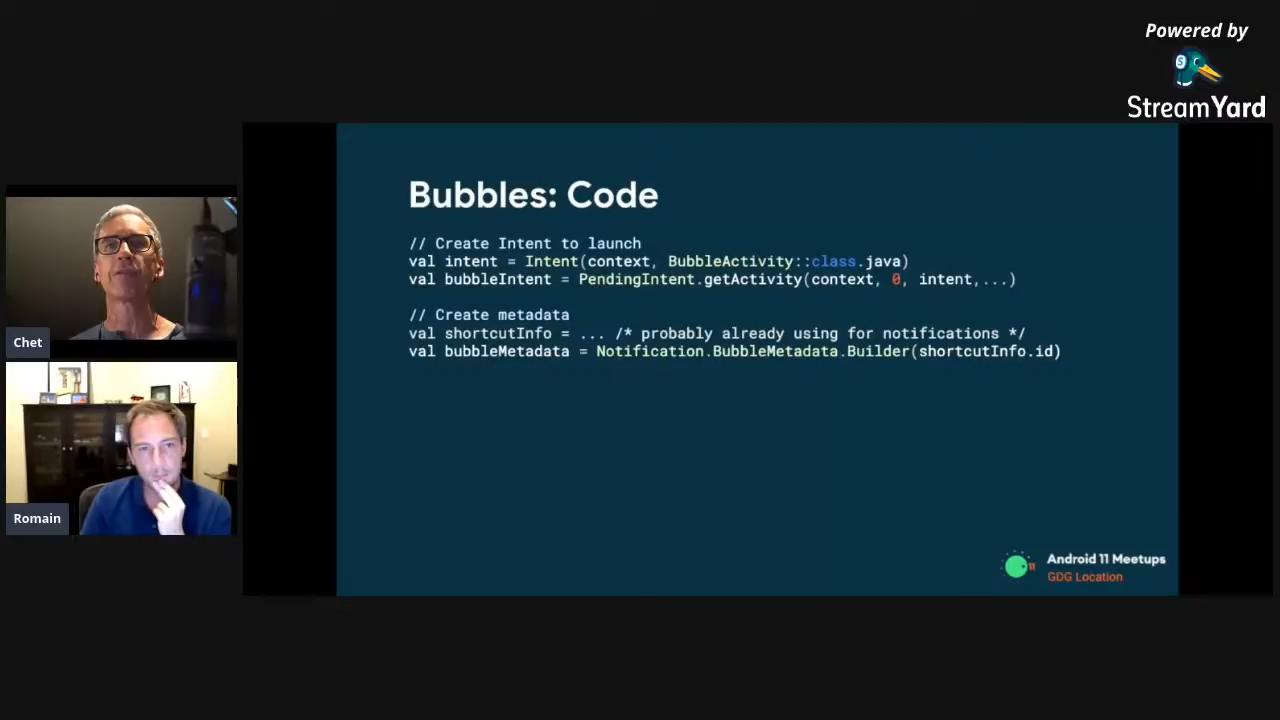 Powered by
StreamYard
Chet
Romain
Bubbles: Code
// Create Intent to launch
val intent = Intent(context, BubbleActivity::class.java)
val bubbleIntent = PendingIntent.getActivity(context, 0, intent,...)
// Create metadata
val shortcutInfo = ... /* probably already using for notifications */
val bubbleMetadata = Notification.BubbleMetadata.Builder(shortcutInfo.id)
Android 11 Meetups
GDG Location